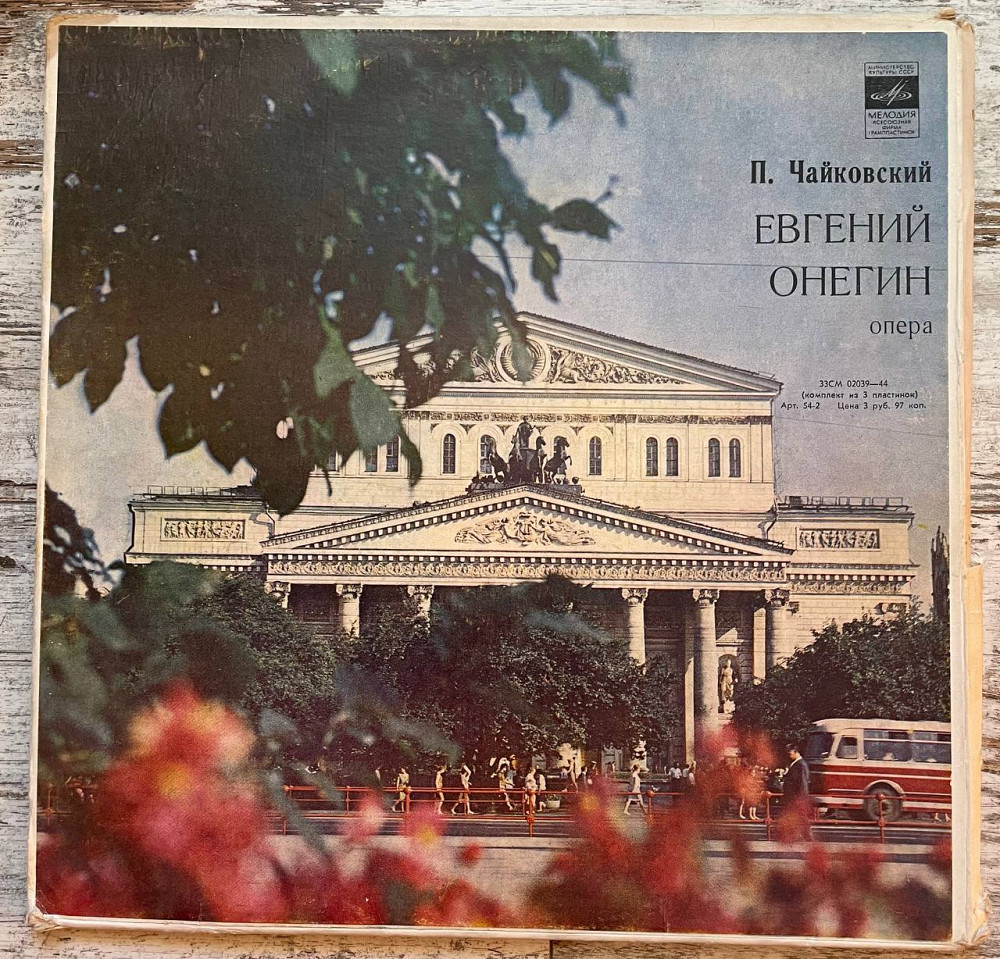 МИНИСТЕРСТВО
КУЛЬТУРЫ СССР
МЕЛОДИЯ
ВСЕСОЮЗНАЯ
ФИРМА
ГРАМПЛАСТИНОК
П. Чайковский
ЕВГЕНИЙ
ОНЕГИН
опера
33СМ 02039—44
(комплект из 3 пластинок)
Арт. 54-2 Цена 3 руб. 97 коп.